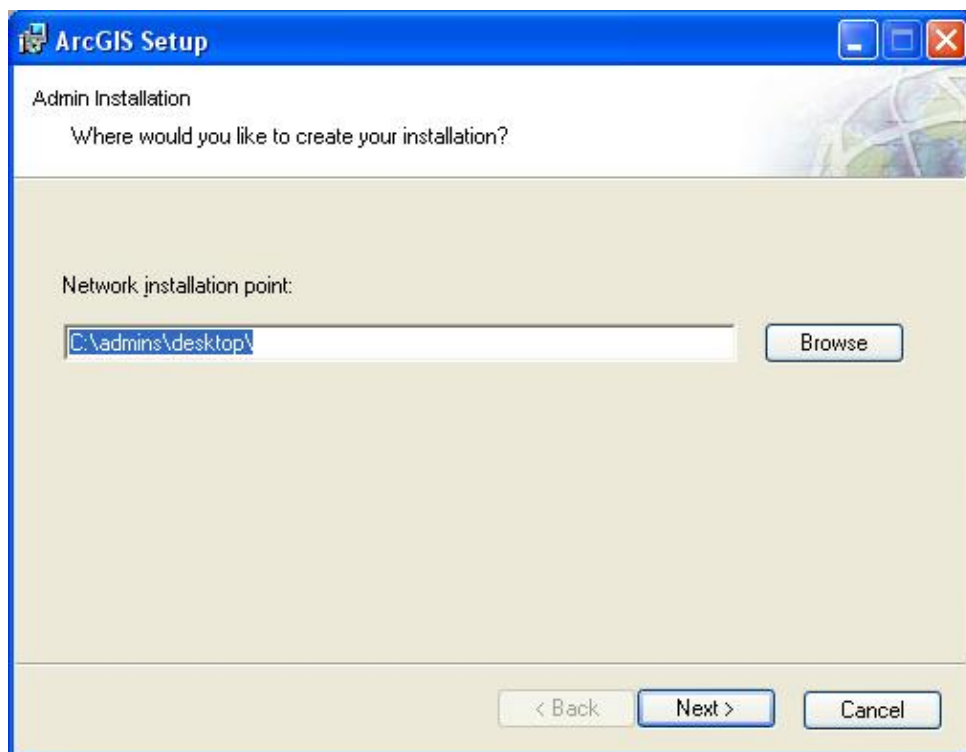 ArcGIS Setup
Admin Installation
Where would you like to create your installation?
Network installation point:
C:\admins\desktop\
Browse
< Back
Next >
Cancel